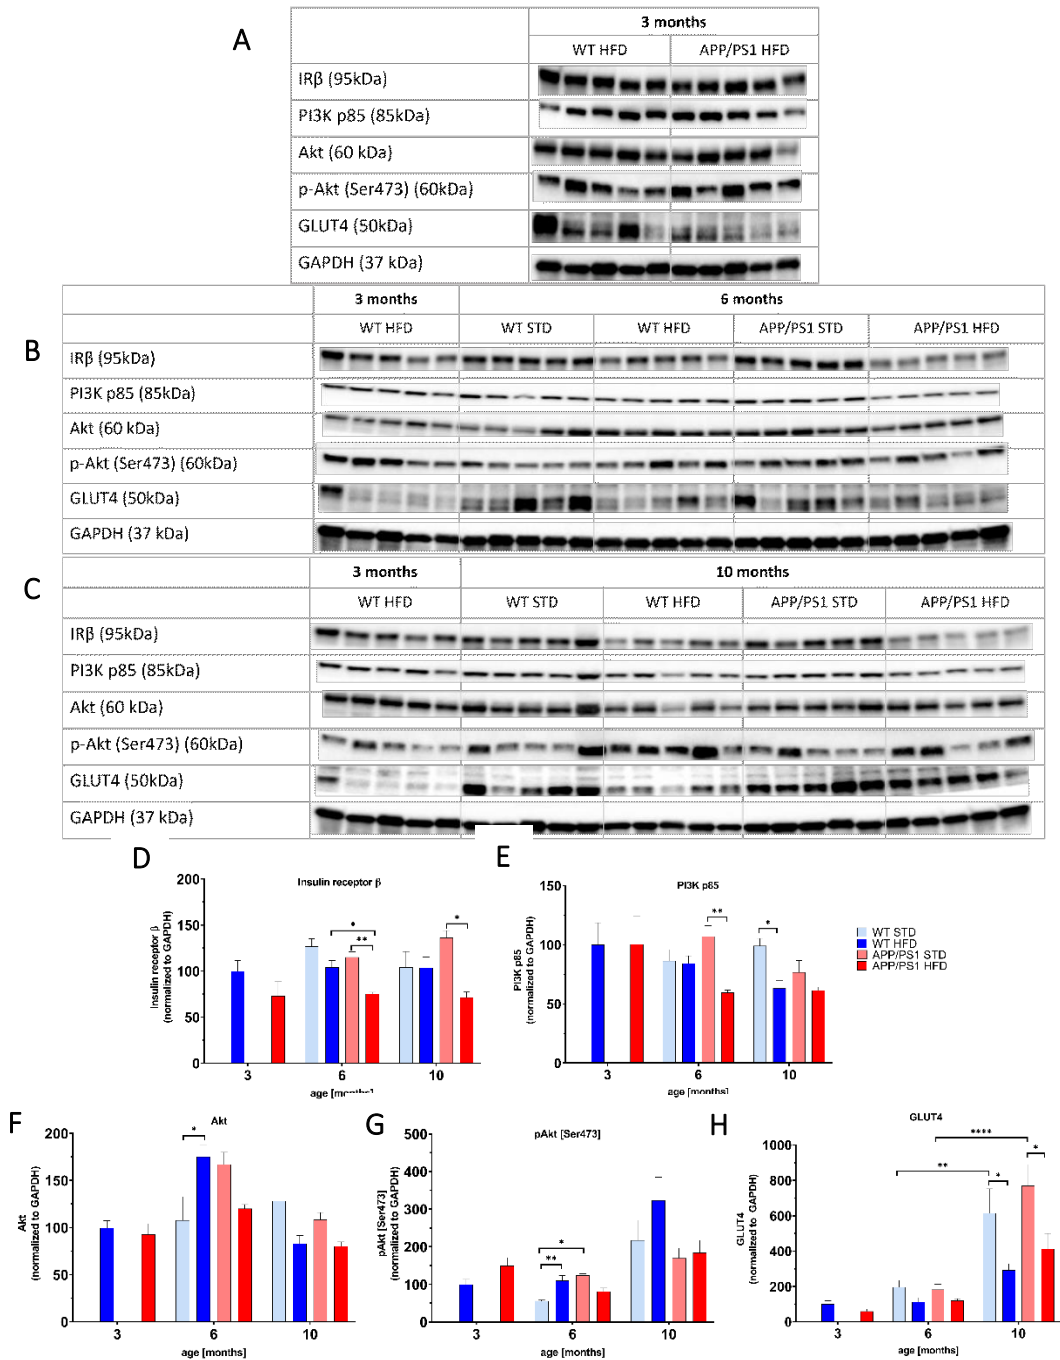 A
3 months
WT HFD APP/PS1 HFD
IRβ (95kDa)
PI3K p85 (85kDa)
Akt (60 kDa)
p-Akt (Ser473) (60kDa)
GLUT4 (50kDa)
GAPDH (37 kDa)
B
3 months 6 months
WT HFD WT STD WT HFD APP/PS1 STD APP/PS1 HFD
IRβ (95kDa)
PI3K p85 (85kDa)
Akt (60 kDa)
p-Akt (Ser473) (60kDa)
GLUT4 (50kDa)
GAPDH (37 kDa)
C
3 months 10 months
WT HFD WT STD WT HFD APP/PS1 STD APP/PS1 HFD
IRβ (95kDa)
PI3K p85 (85kDa)
Akt (60 kDa)
p-Akt (Ser473) (60kDa)
GLUT4 (50kDa)
GAPDH (37 kDa)
D
Insulin receptor β
Insulin receptor β
(normalized to GAPDH)
200
150
100
50
0
* ** *
3 6 10
age [months]
E
PI3K p85
PI3K p85
(normalized to GAPDH)
150
100
50
0
** *
3 6 10
age [months]
WT STD
WT HFD
APP/PS1 STD
APP/PS1 HFD
F
Akt
Akt
(normalized to GAPDH)
200
150
100
50
0
*
3 6 10
age [months]
G
pAkt [Ser473]
pAkt [Ser473]
(normalized to GAPDH)
500
400
300
200
100
0
* **
3 6 10
age [months]
H
GLUT4
GLUT4
(normalized to GAPDH)
1000
800
600
400
200
0
**** ** * *
3 6 10
age [months]